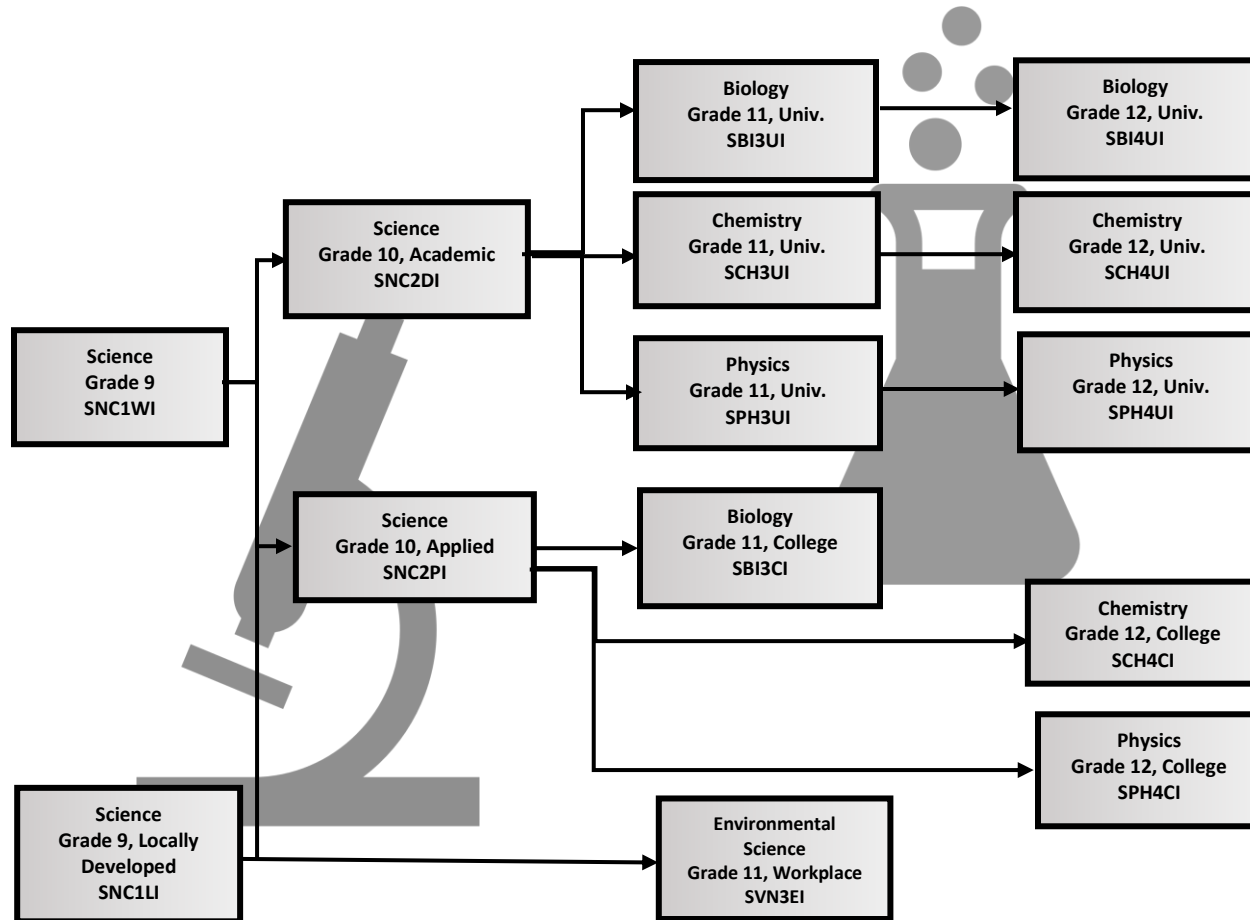 Science
Grade 9
SNC1WI
Science
Grade 9, Locally
Developed
SNC1LI
Science
Grade 10, Academic
SNC2DI
Science
Grade 10, Applied
SNC2PI
Biology
Grade 11, Univ.
SBI3UI
Chemistry
Grade 11, Univ.
SCH3UI
Physics
Grade 11, Univ.
SPH3UI
Biology
Grade 11, College
SBI3CI
Environmental
Science
Grade 11, Workplace
SVN3EI
Biology
Grade 12, Univ.
SBI4UI
Chemistry
Grade 12, Univ.
SCH4UI
Physics
Grade 12, Univ.
SPH4UI
Chemistry
Grade 12, College
SCH4CI
Physics
Grade 12, College
SPH4CI